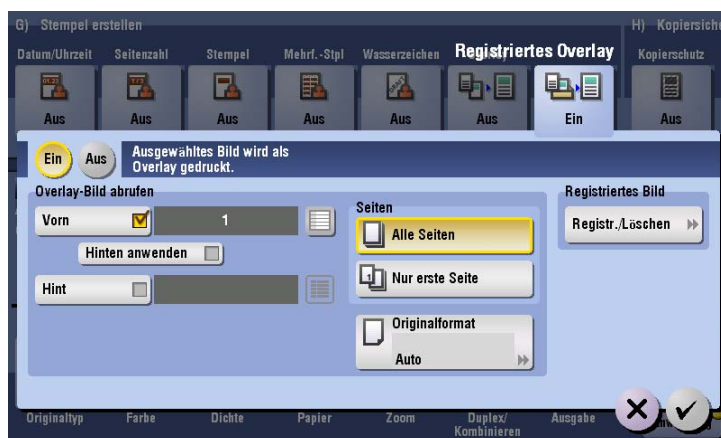 G) Stempel erstellen
H) Kopiersiche
Datum/Uhrzeit Seitenzahl Stempel Mehrf.-Stpl Wasserzeichen Registriertes Overlay Kopierschutz
Aus Aus Aus Aus Aus Aus Ein Aus
Ein Aus Ausgewähltes Bild wird als
Overlay gedruckt.
Overlay-Bild abrufen
Registriertes Bild
Vorn 1
Seiten
Alle Seiten
Registr./Löschen
Hinten anwenden
Nur erste Seite
Hint
Originalformat
Auto
Originaltyp Farbe Dichte Papier Zoom Duplex/ Ausgabe
Kombinieren